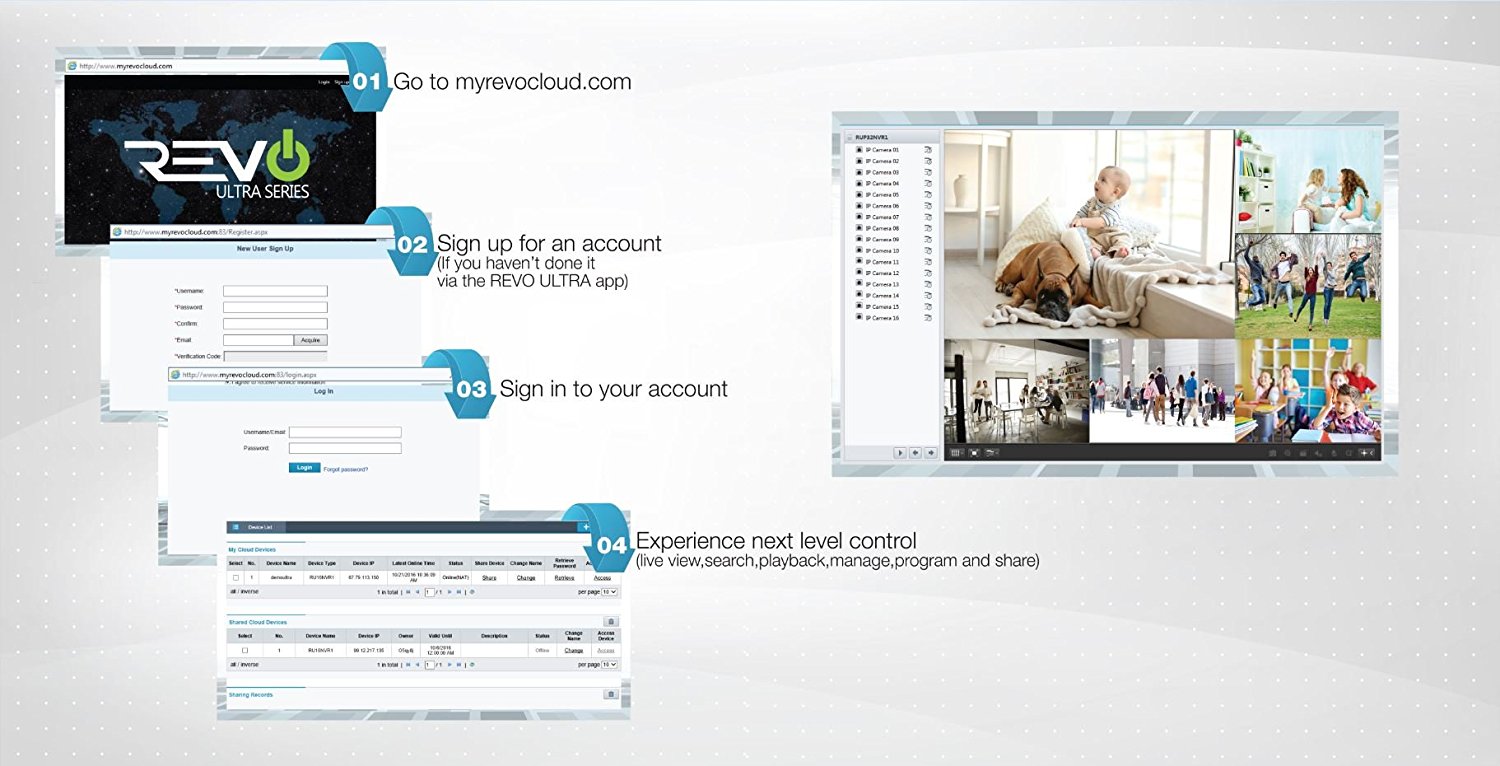 http://www.myrevocloud.com
Login Sign up
01
Go to myrevocloud.com
REVO
ULTRA SERIES
http://www.myrevocloud.com:83/Register.aspx
02
Sign up for an account
(If you haven't done it
via the REVO ULTRA app)
New User Sign Up
*Username:
*Password:
*Confirm:
*Email: Acquire
*Verification Code:
http://www.myrevocloud.com:83/login.aspx
03
Sign in to your account
I agree to receive service information
Log In
Username/Email:
Password:
Login Forgot password?
04
Experience next level control
(live view,search,playback,manage,program and share)
Device List
My Cloud Devices
Select No. Device Name Device Type Device IP Latest Online Time Status Share Device Change Name Retrieve Password
1 demoultra RU16NVR1 67.79.113.150 10/21/2016 10:36:09 AM Online(NAT) Share Change Retrieve Access
all / inverse 1 in total | 1 / 1 | per page 10
Shared Cloud Devices
Select No. Device Name Device IP Owner Valid Until Description Status Change Name Access Device
1 RU16NVR1 99.12.217.135 10/8/2016 12:00:00 AM Offline Change Access
all / inverse 1 in total | 1 / 1 | per page 10
Sharing Records
RUP32NVR1
IP Camera 01
IP Camera 02
IP Camera 03
IP Camera 04
IP Camera 05
IP Camera 06
IP Camera 07
IP Camera 08
IP Camera 09
IP Camera 10
IP Camera 11
IP Camera 12
IP Camera 13
IP Camera 14
IP Camera 15
IP Camera 16